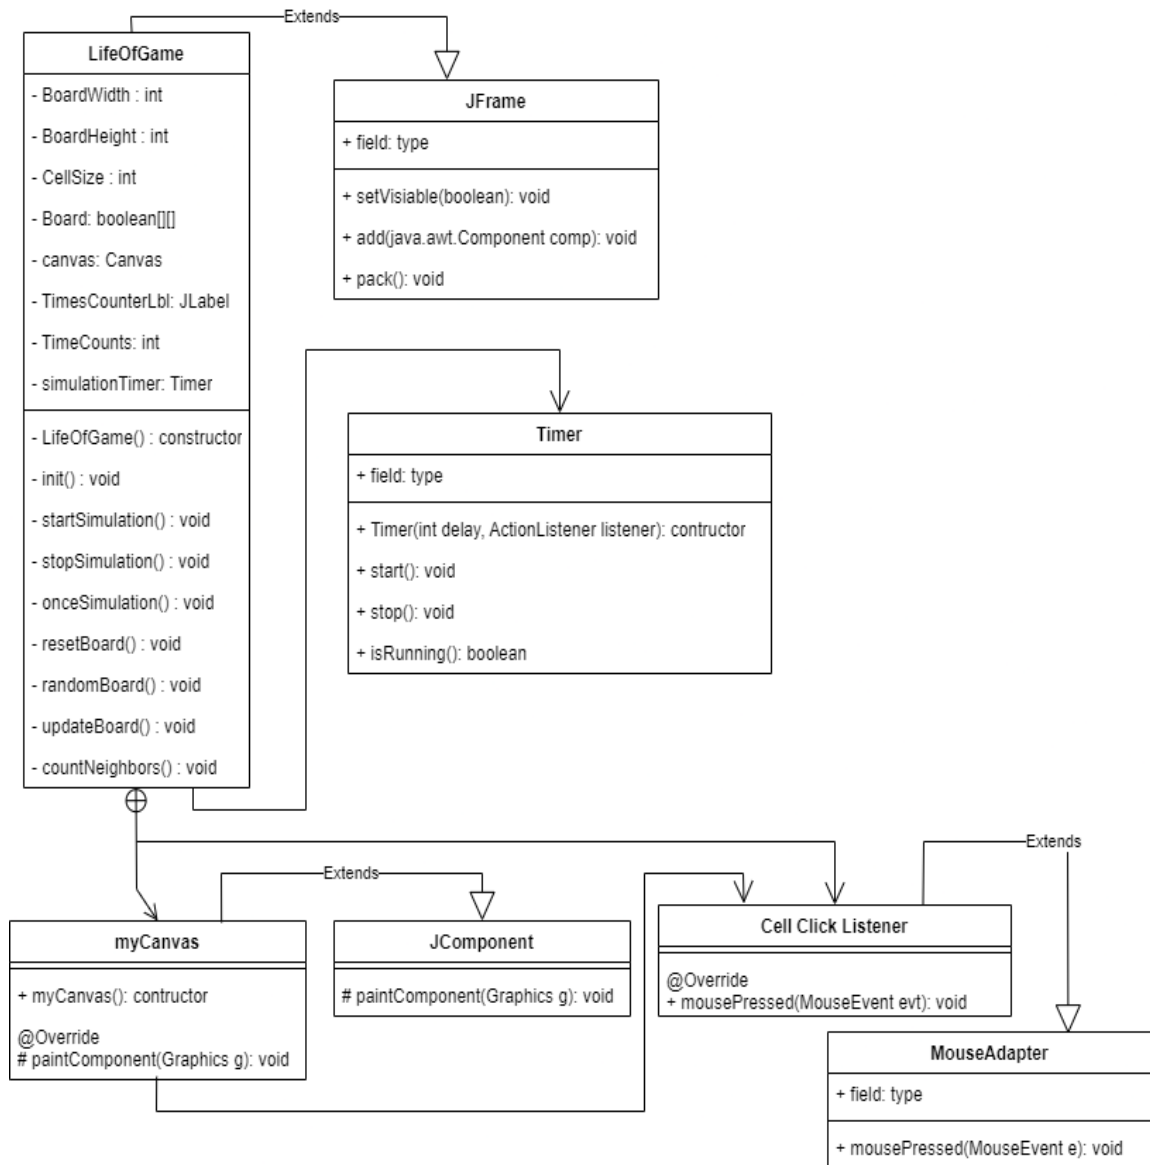 Extends
LifeOfGame
- BoardWidth : int
- BoardHeight : int
- CellSize : int
- Board: boolean[][]
- canvas: Canvas
- TimesCounterLbl: JLabel
- TimeCounts: int
- simulationTimer: Timer
- LifeOfGame() : constructor
- init() : void
- startSimulation() : void
- stopSimulation() : void
- onceSimulation() : void
- resetBoard() : void
- randomBoard() : void
- updateBoard() : void
- countNeighbors() : void
JFrame
+ field: type
+ setVisiable(boolean): void
+ add(java.awt.Component comp): void
+ pack(): void
Timer
+ field: type
+ Timer(int delay, ActionListener listener): contructor
+ start(): void
+ stop(): void
+ isRunning(): boolean
Extends
Extends
myCanvas
+ myCanvas(): contructor
@Override
# paintComponent(Graphics g): void
JComponent
# paintComponent(Graphics g): void
Cell Click Listener
@Override
+ mousePressed(MouseEvent evt): void
MouseAdapter
+ field: type
+ mousePressed(MouseEvent e): void